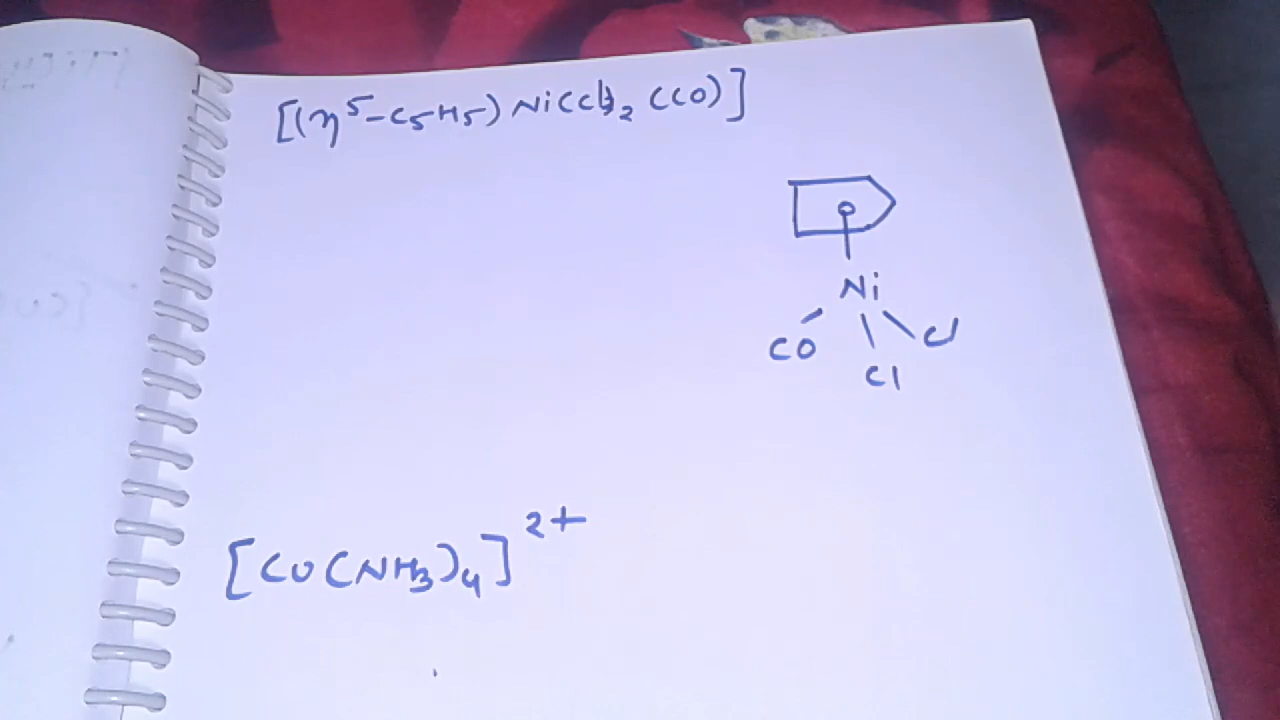 [(η⁵-C₅H₅) Ni(Cl)₂ (CO)]
Ni
CO Cl
Cl
[Cu(NH₃)₄]²⁺